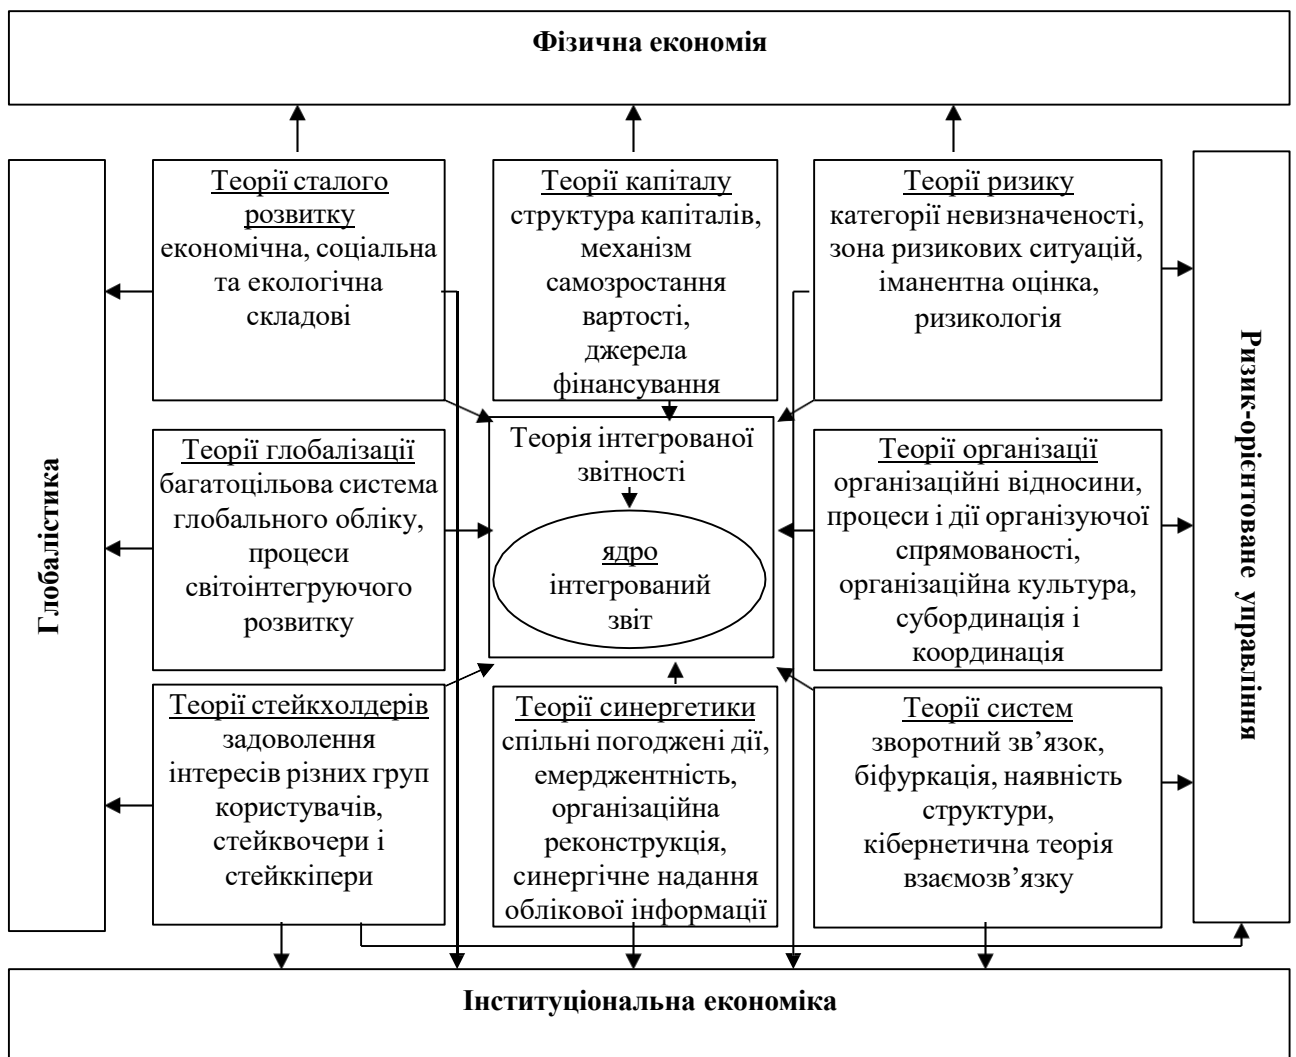 Фізична економія
Глобалістика
Теорії сталого
розвитку
економічна, соціальна
та екологічна
складові
Теорії капіталу
структура капіталів,
механізм
самозростання
вартості,
джерела
фінансування
Теорії ризику
категорії невизначеності,
зона ризикових ситуацій,
іманентна оцінка,
ризикологія
Теорії глобалізації
багатоцільова система
глобального обліку,
процеси
світоінтегруючого
розвитку
Теорія інтегрованої
звітності
ядро
інтегрований
звіт
Теорії організації
організаційні відносини,
процеси і дії організуючої
спрямованості,
організаційна культура,
субординація і
координація
Теорії стейкхолдерів
задоволення
інтересів різних груп
користувачів,
стейквочери і
стейккіпери
Теорії синергетики
спільні погоджені дії,
емерджентність,
організаційна
реконструкція,
синергічне надання
облікової інформації
Теорії систем
зворотний зв’язок,
біфуркація, наявність
структури,
кібернетична теорія
взаємозв’язку
Ризик-орієнтоване управління
Інституціональна економіка